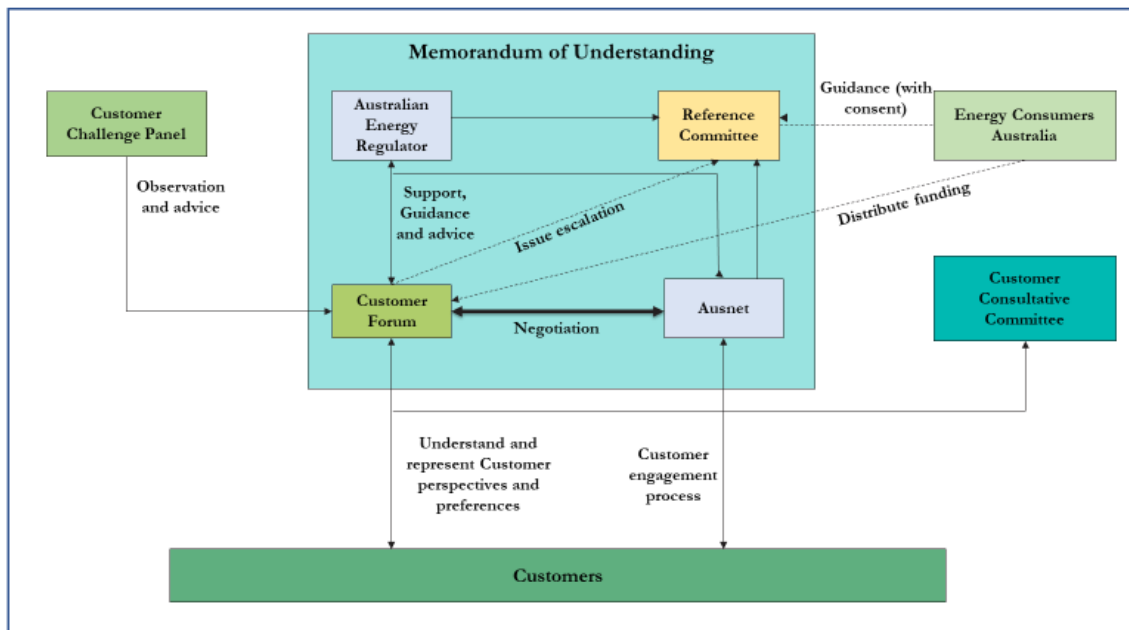 Memorandum of Understanding
Customer
Challenge Panel
Australian
Energy
Regulator
Reference
Committee
Guidance (with
consent)
Energy Consumers
Australia
Observation
and advice
Support,
Guidance
and advice
Issue escalation
Distribute funding
Customer
Forum
Negotiation
Ausnet
Customer
Consultative
Committee
Understand and
represent Customer
perspectives and
preferences
Customer
engagement
process
Customers